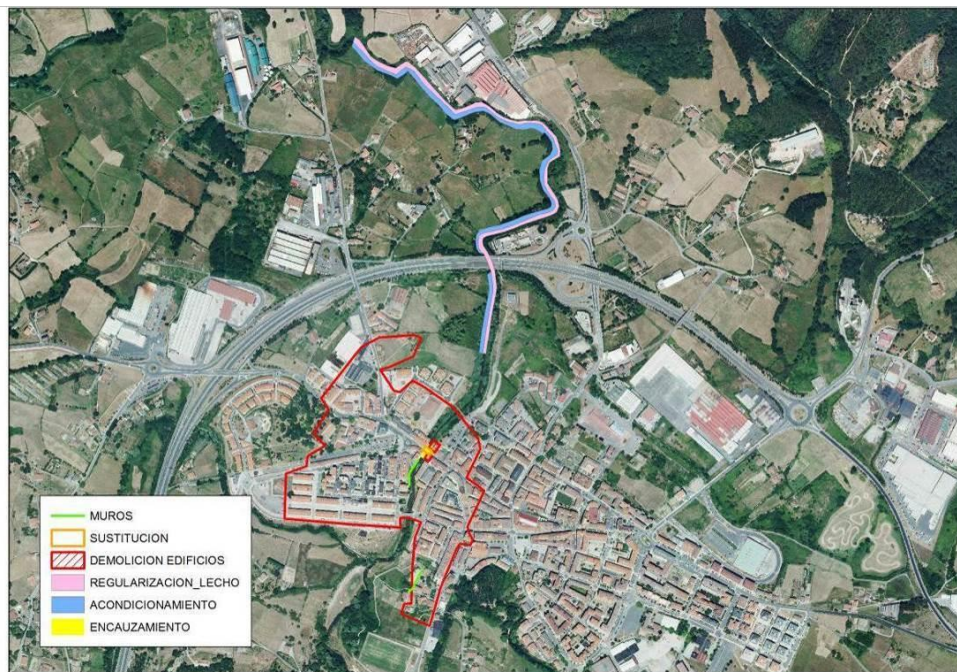 MUROS
SUSTITUCION
DEMOLICION EDIFICIOS
REGULARIZACION_LECHO
ACONDICIONAMIENTO
ENCAUZAMIENTO